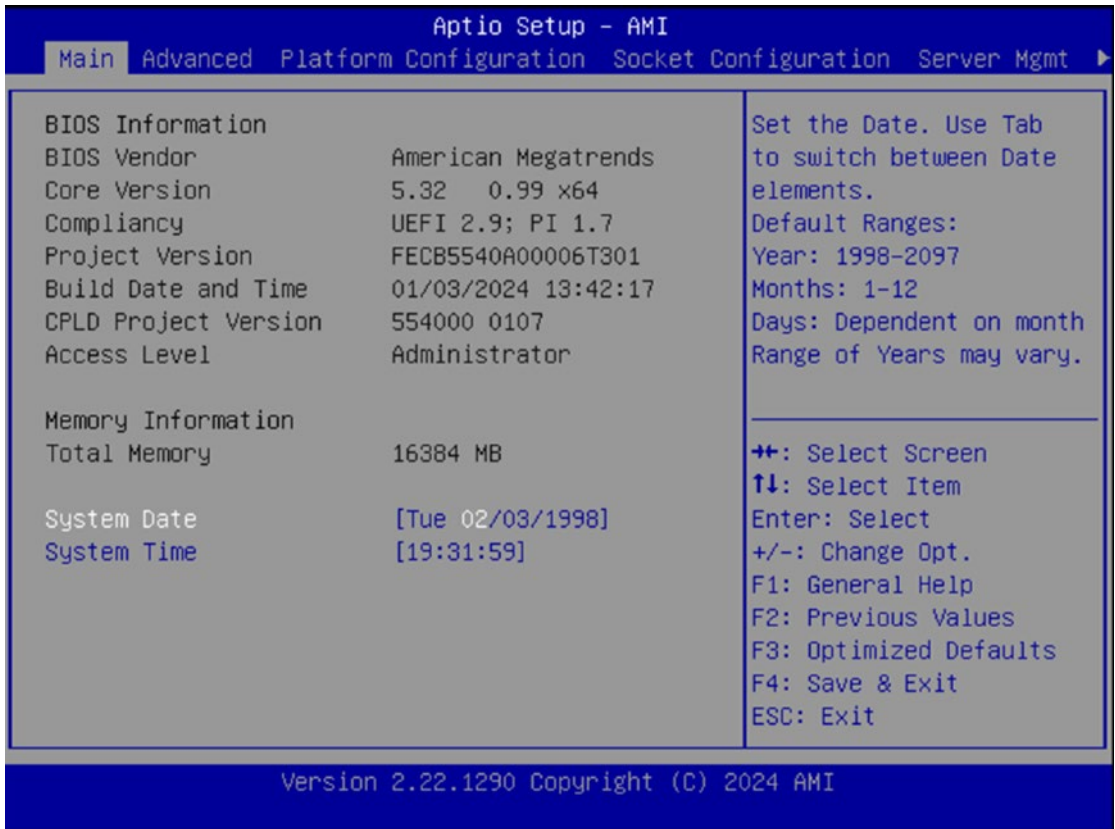 Aptio Setup – AMI
Main Advanced Platform Configuration Socket Configuration Server Mgmt ▶
BIOS Information
BIOS Vendor American Megatrends
Core Version 5.32 0.99 x64
Compliancy UEFI 2.9; PI 1.7
Project Version FECB5540A00006T301
Build Date and Time 01/03/2024 13:42:17
CPLD Project Version 554000 0107
Access Level Administrator
Memory Information
Total Memory 16384 MB
System Date [Tue 02/03/1998]
System Time [19:31:59]
Set the Date. Use Tab
to switch between Date
elements.
Default Ranges:
Year: 1998-2097
Months: 1-12
Days: Dependent on month
Range of Years may vary.
→←: Select Screen
↑↓: Select Item
Enter: Select
+/-: Change Opt.
F1: General Help
F2: Previous Values
F3: Optimized Defaults
F4: Save & Exit
ESC: Exit
Version 2.22.1290 Copyright (C) 2024 AMI